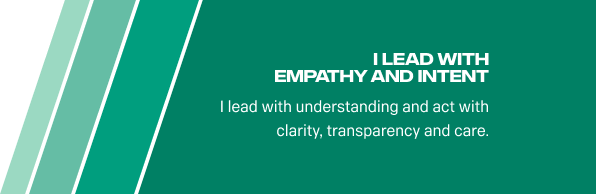 I LEAD WITH
EMPATHY AND INTENT
I lead with understanding and act with
clarity, transparency and care.